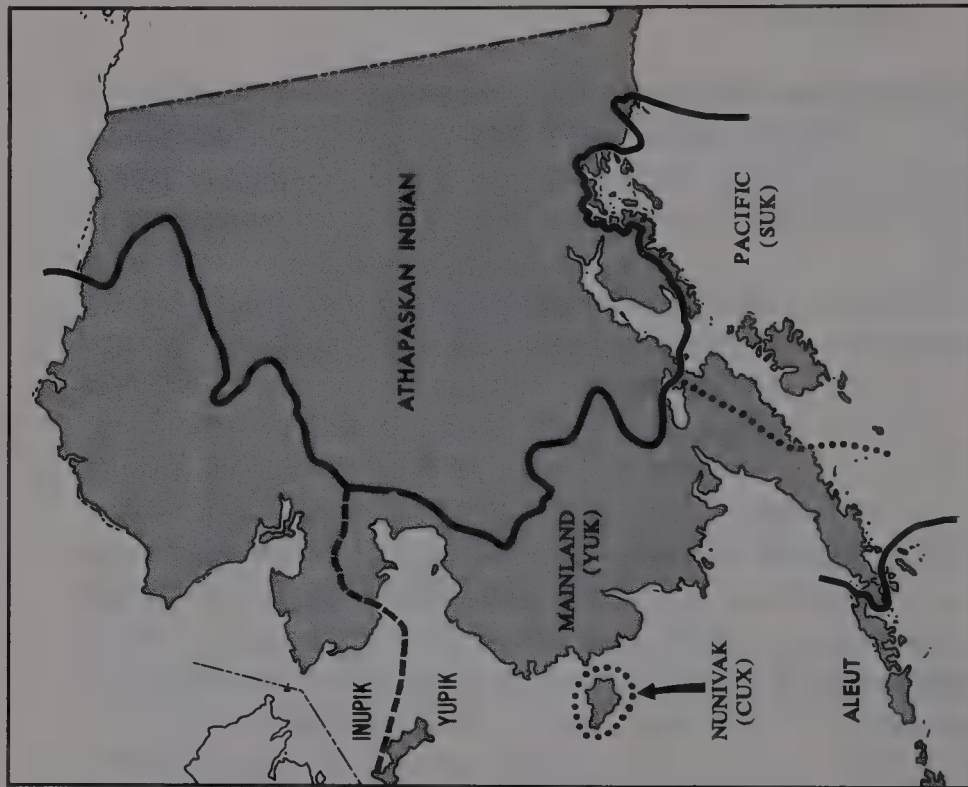 ATHAPASKAN INDIAN
INUPIK
YUPIK
MAINLAND
(YUK)
PACIFIC
(SUK)
NUNIVAK
(CUX)
ALEUT